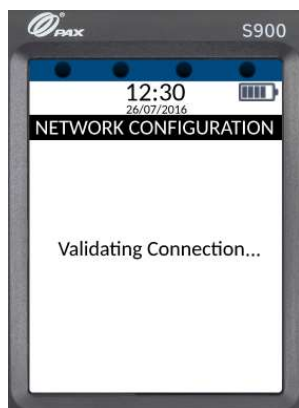 PAX S900
12:30
26/07/2016
NETWORK CONFIGURATION
Validating Connection...